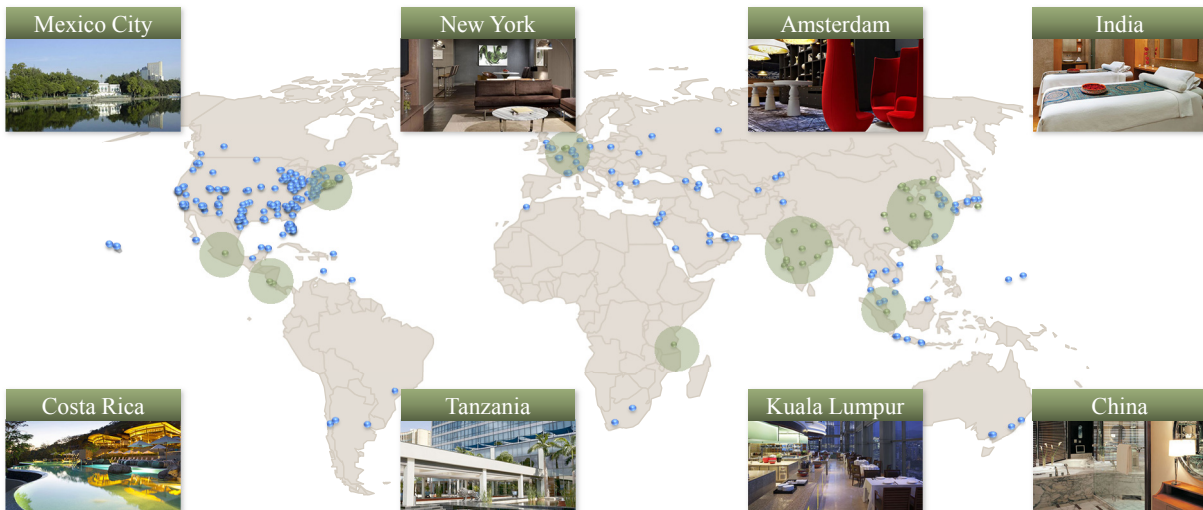 Mexico City
New York
Amsterdam
India
Costa Rica
Tanzania
Kuala Lumpur
China